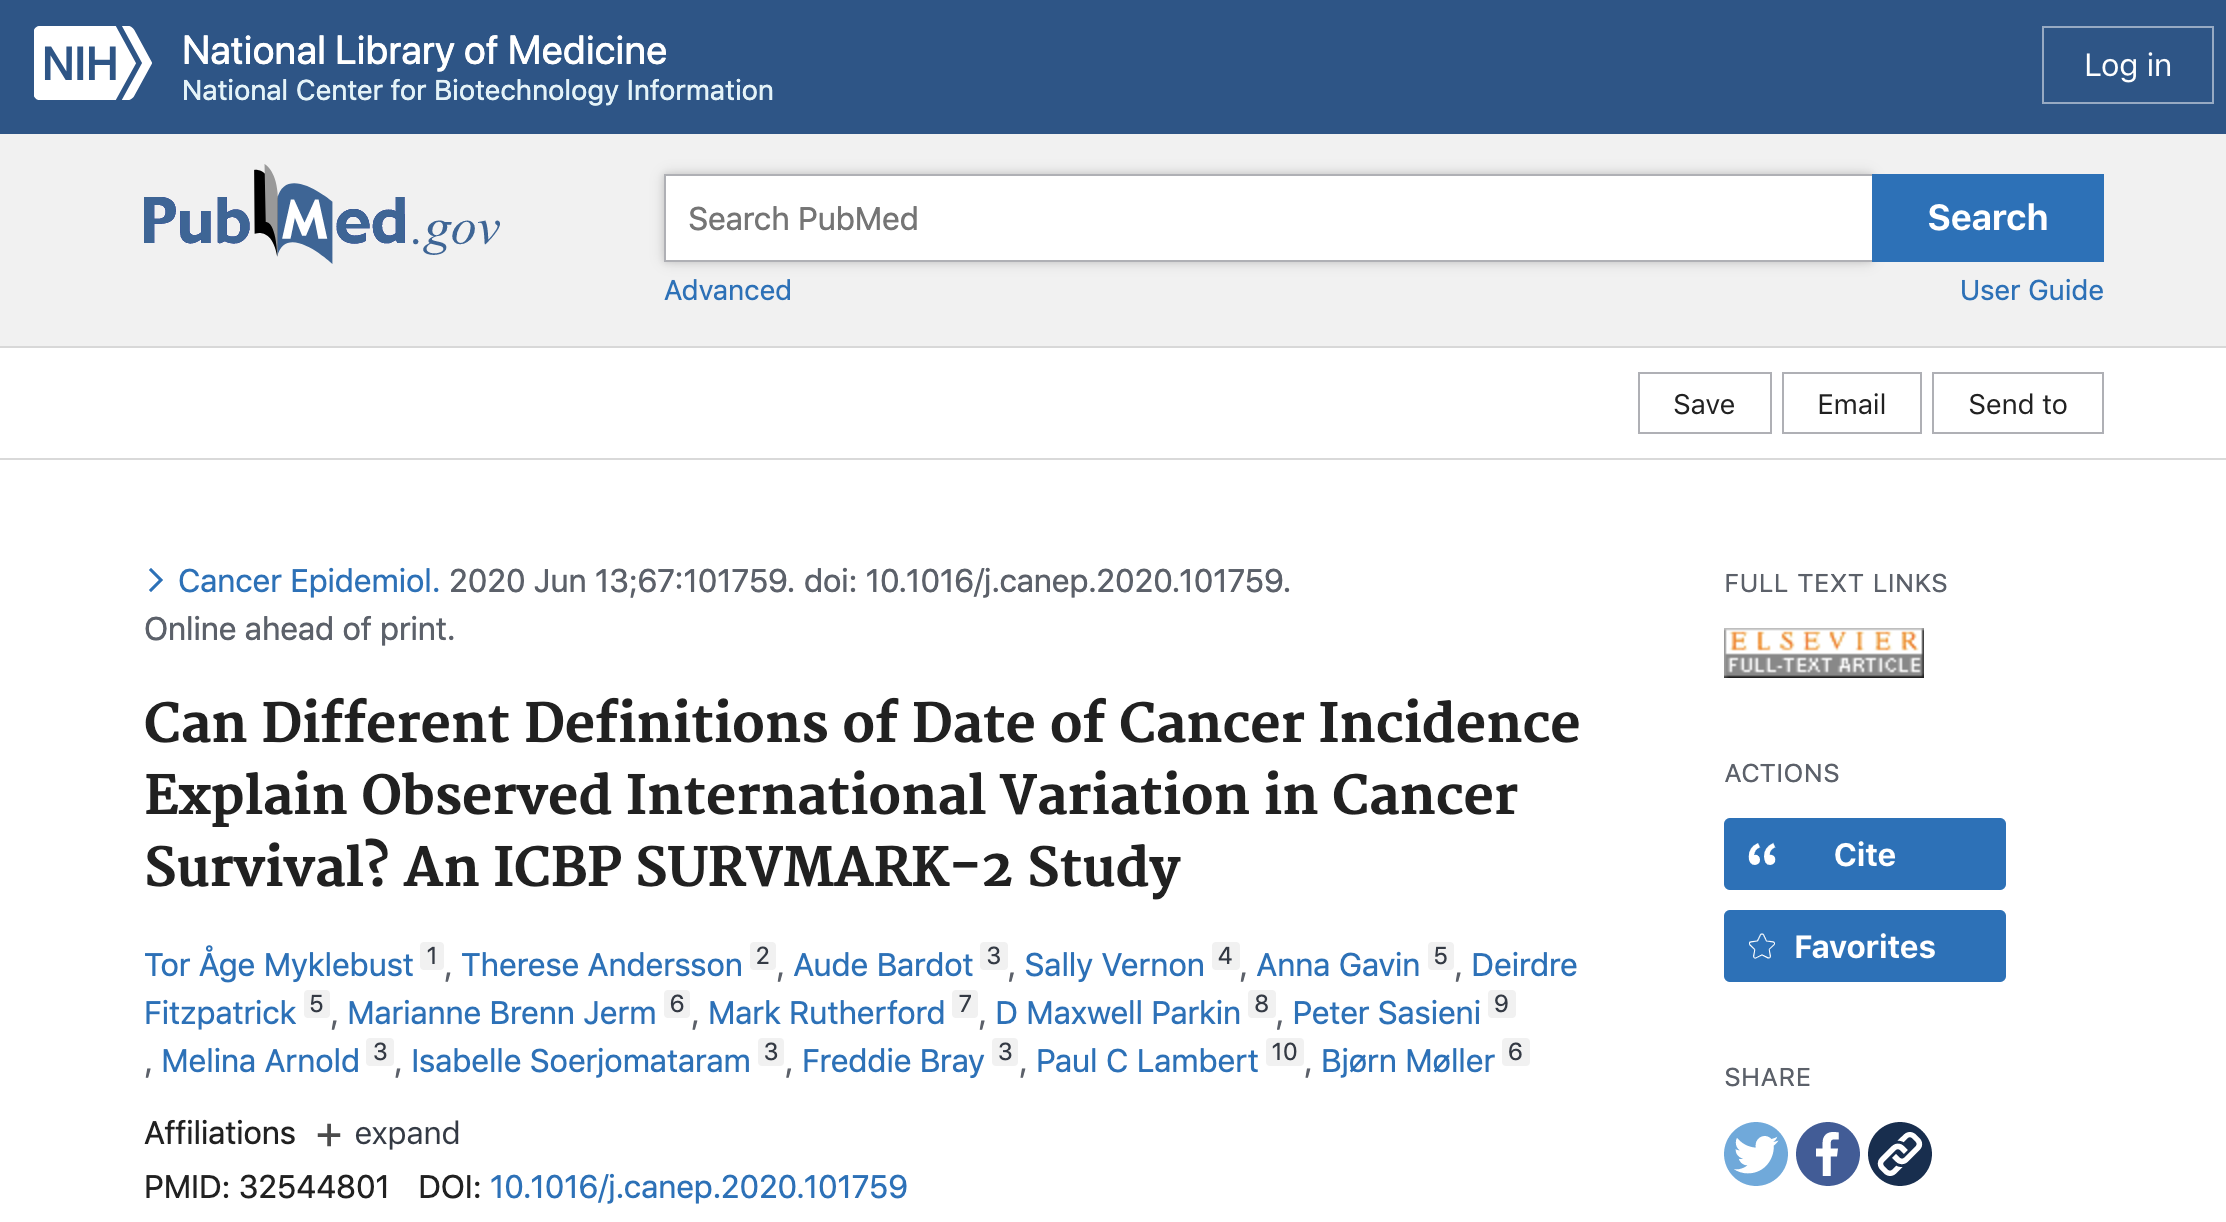 NIH
National Library of Medicine
National Center for Biotechnology Information
Log in
PubMed.gov
Search PubMed
Search
Advanced
User Guide
Save
Email
Send to
Cancer Epidemiol. 2020 Jun 13;67:101759. doi: 10.1016/j.canep.2020.101759.
Online ahead of print.
Can Different Definitions of Date of Cancer Incidence
Explain Observed International Variation in Cancer
Survival? An ICBP SURVMARK-2 Study
Tor Åge Myklebust 1, Therese Andersson 2, Aude Bardot 3, Sally Vernon 4, Anna Gavin 5, Deirdre
Fitzpatrick 5, Marianne Brenn Jerm 6, Mark Rutherford 7, D Maxwell Parkin 8, Peter Sasieni 9
, Melina Arnold 3, Isabelle Soerjomataram 3, Freddie Bray 3, Paul C Lambert 10, Bjørn Møller 6
Affiliations + expand
PMID: 32544801 DOI: 10.1016/j.canep.2020.101759
FULL TEXT LINKS
ELSEVIER
FULL-TEXT ARTICLE
ACTIONS
Cite
Favorites
SHARE